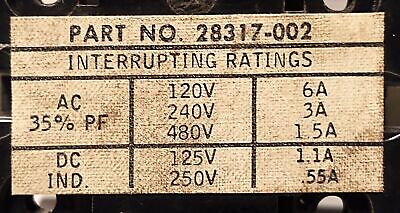 PART NO. 28317-002
INTERRUPTING RATINGS
AC 120V 6A
35% PF 240V 3A
480V 1.5A
DC 125V 1.1A
IND. 250V .55A